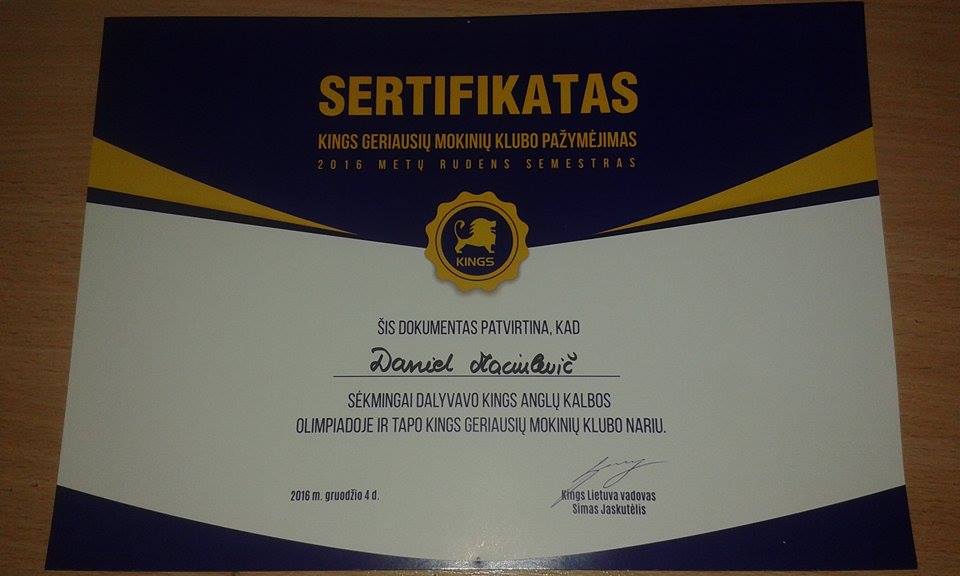 SERTIFIKATAS
KINGS GERIAUSIŲ MOKINIŲ KLUBO PAŽYMĖJIMAS
2016 METŲ RUDENS SEMESTRAS
KINGS
ŠIS DOKUMENTAS PATVIRTINA, KAD
Daniel
SĖKMINGAI DALYVAVO KINGS ANGLŲ KALBOS
OLIMPIADOJE IR TAPO KINGS GERIAUSIŲ MOKINIŲ KLUBO NARIU.
2016 m. gruodžio 4 d.
Kings Lietuva vadovas
Simas Jaskutėlis